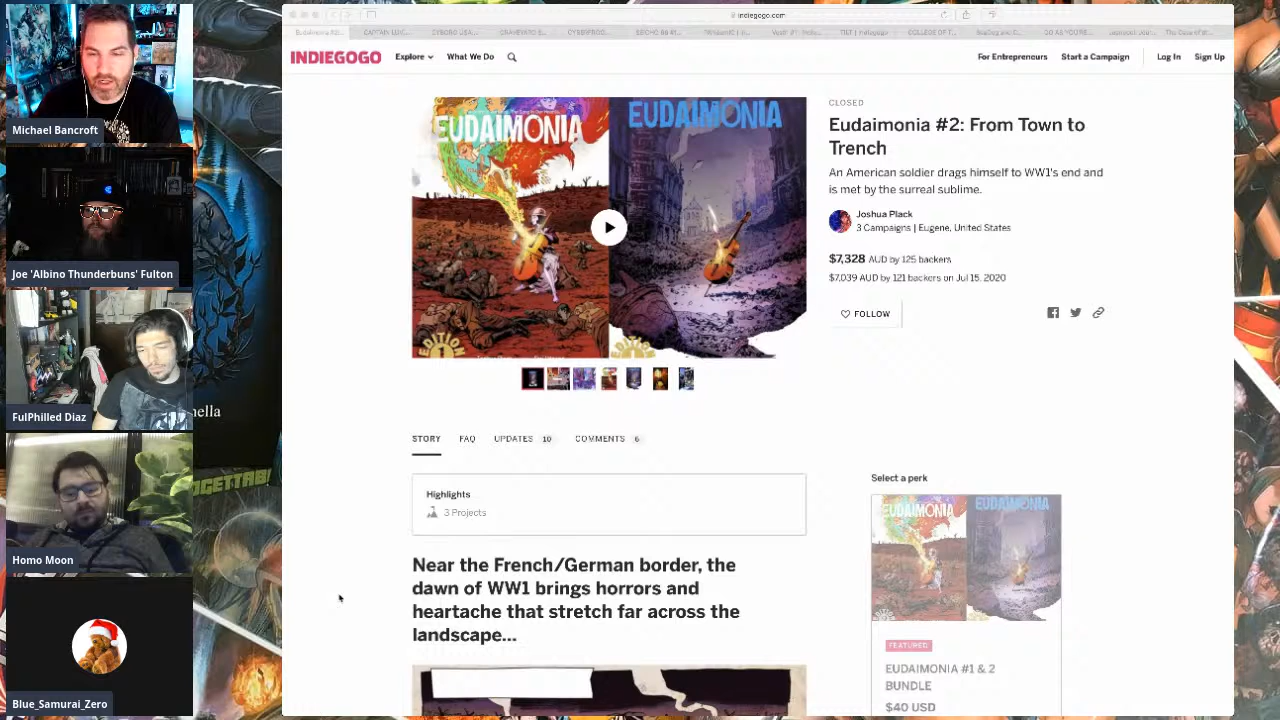 Michael Bancroft
Joe 'Albino Thunderbuns' Fulton
FulPhilled Diaz
Homo Moon
Blue_Samurai_Zero
nella
indiegogo.com
INDIEGOGO
Explore
What We Do
For Entrepreneurs
Start a Campaign
Log In
Sign Up
EUDAIMONIA
EUDAIMONIA
EDITION
CLOSED
Eudaimonia #2: From Town to
Trench
An American soldier drags himself to WW1's end and
is met by the surreal sublime.
Joshua Plack
3 Campaigns | Eugene, United States
$7,328 AUD by 125 backers
$7,039 AUD by 121 backers on Jul 15, 2020
FOLLOW
STORY
FAQ
UPDATES 10
COMMENTS 6
Highlights
3 Projects
Near the French/German border, the
dawn of WW1 brings horrors and
heartache that stretch far across the
landscape...
Select a perk
EUDAIMONIA
EUDAIMONIA
FEATURED
EUDAIMONIA #1 & 2
BUNDLE
$40 USD